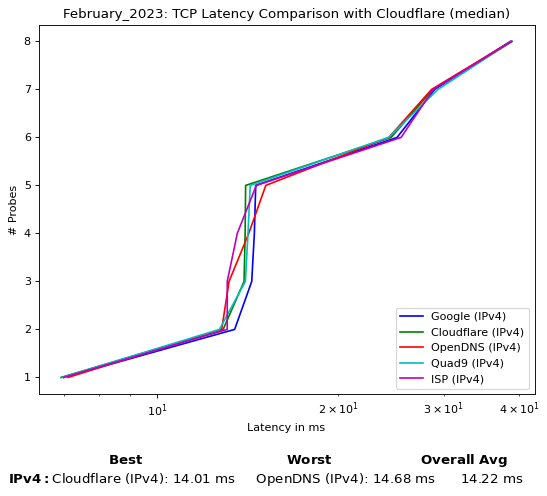 February_2023: TCP Latency Comparison with Cloudflare (median)
# Probes
8
7
6
5
4
3
2
1
Google (IPv4)
Cloudflare (IPv4)
OpenDNS (IPv4)
Quad9 (IPv4)
ISP (IPv4)
10¹
2 × 10¹
3 × 10¹
4 × 10¹
Latency in ms
Best Worst Overall Avg
IPv4: Cloudflare (IPv4): 14.01 ms OpenDNS (IPv4): 14.68 ms 14.22 ms